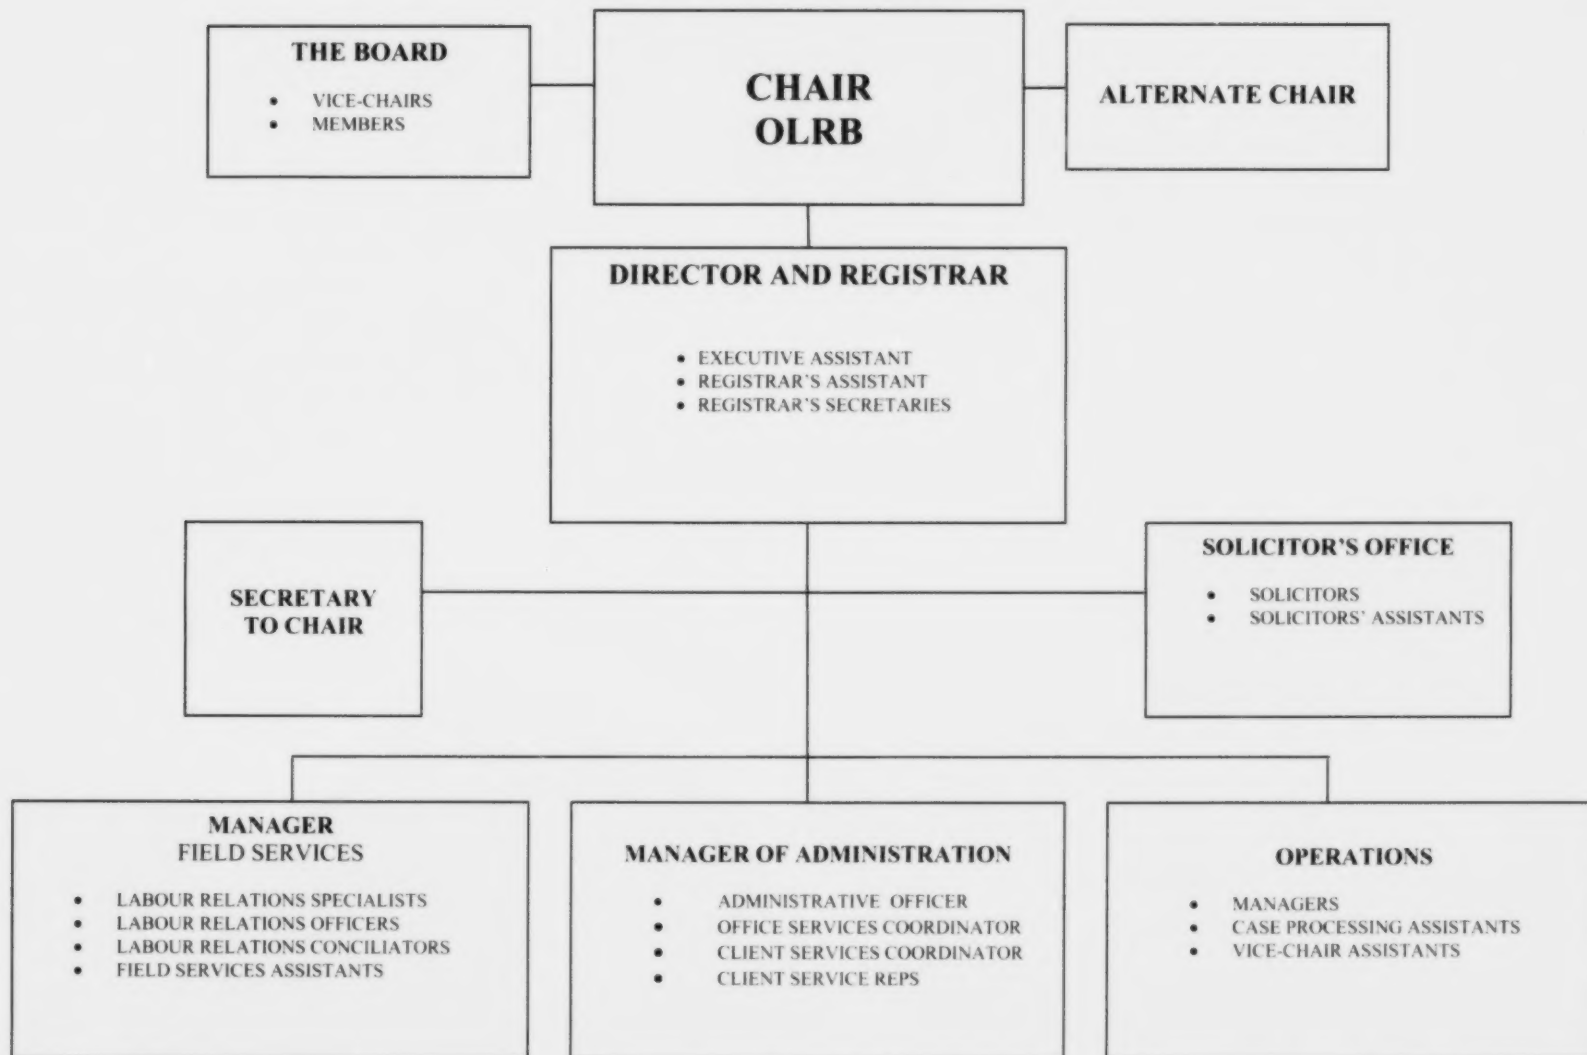 THE BOARD
• VICE-CHAIRS
• MEMBERS
CHAIR
OLRB
ALTERNATE CHAIR
DIRECTOR AND REGISTRAR
• EXECUTIVE ASSISTANT
• REGISTRAR'S ASSISTANT
• REGISTRAR'S SECRETARIES
SECRETARY
TO CHAIR
SOLICITOR'S OFFICE
• SOLICITORS
• SOLICITORS' ASSISTANTS
MANAGER
FIELD SERVICES
• LABOUR RELATIONS SPECIALISTS
• LABOUR RELATIONS OFFICERS
• LABOUR RELATIONS CONCILIATORS
• FIELD SERVICES ASSISTANTS
MANAGER OF ADMINISTRATION
• ADMINISTRATIVE OFFICER
• OFFICE SERVICES COORDINATOR
• CLIENT SERVICES COORDINATOR
• CLIENT SERVICE REPS
OPERATIONS
• MANAGERS
• CASE PROCESSING ASSISTANTS
• VICE-CHAIR ASSISTANTS